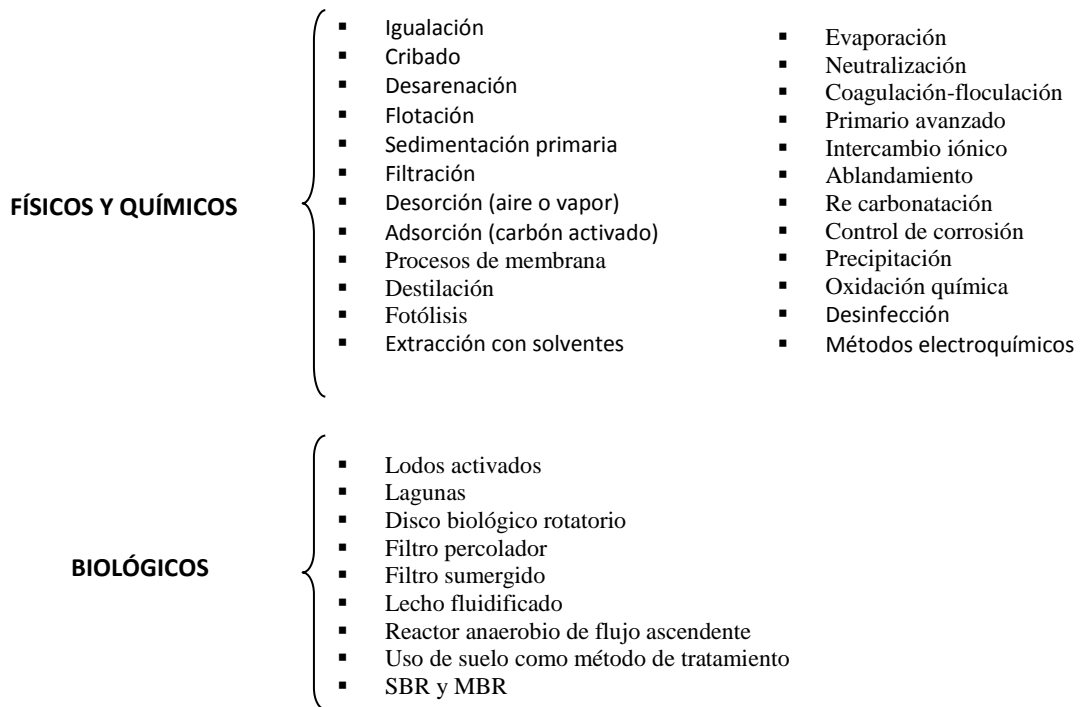 FÍSICOS Y QUÍMICOS
▪ Igualación
▪ Cribado
▪ Desarenación
▪ Flotación
▪ Sedimentación primaria
▪ Filtración
▪ Desorción (aire o vapor)
▪ Adsorción (carbón activado)
▪ Procesos de membrana
▪ Destilación
▪ Fotólisis
▪ Extracción con solventes
▪ Evaporación
▪ Neutralización
▪ Coagulación-floculación
▪ Primario avanzado
▪ Intercambio iónico
▪ Ablandamiento
▪ Re carbonatación
▪ Control de corrosión
▪ Precipitación
▪ Oxidación química
▪ Desinfección
▪ Métodos electroquímicos
BIOLÓGICOS
▪ Lodos activados
▪ Lagunas
▪ Disco biológico rotatorio
▪ Filtro percolador
▪ Filtro sumergido
▪ Lecho fluidificado
▪ Reactor anaerobio de flujo ascendente
▪ Uso de suelo como método de tratamiento
▪ SBR y MBR